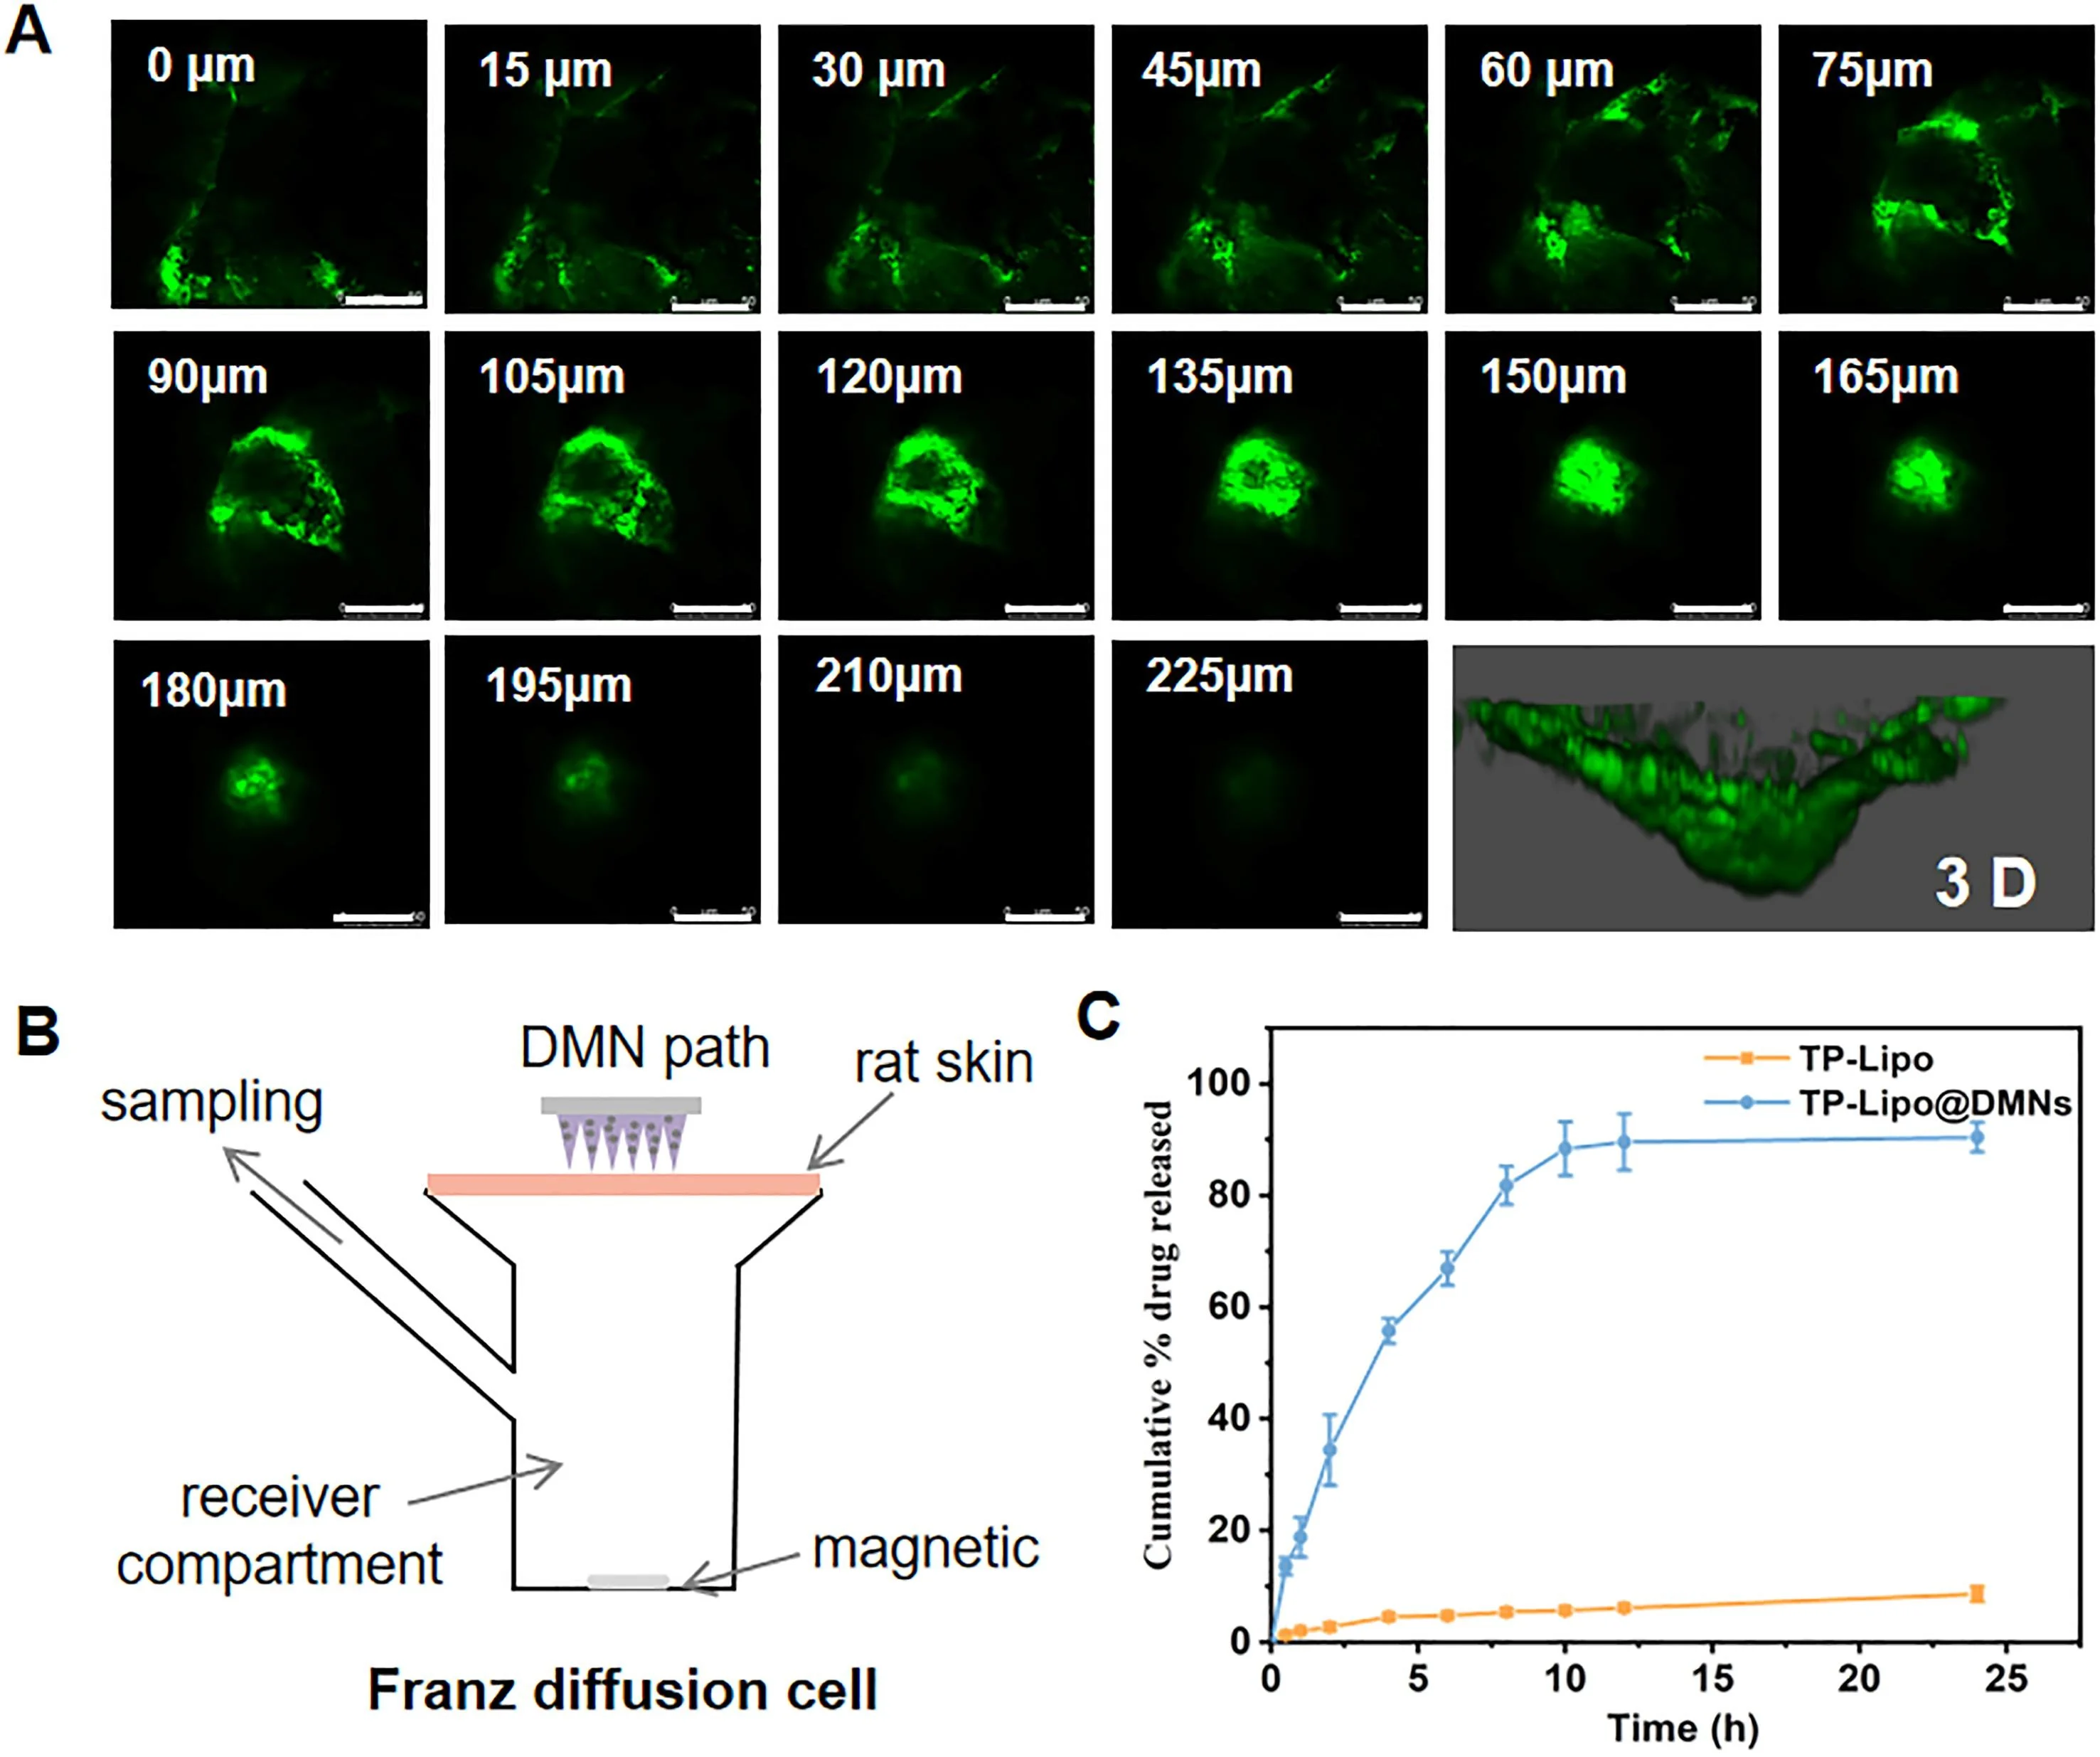 A
0 µm
15 µm
30 µm
45µm
60 µm
75µm
90µm
105µm
120µm
135µm
150µm
165µm
180µm
195µm
210µm
225µm
3 D
B
DMN path
rat skin
sampling
receiver
compartment
magnetic
Franz diffusion cell
C
TP-Lipo
TP-Lipo@DMNs
Cumulative % drug released
100
80
60
40
20
0
0 5 10 15 20 25
Time (h)